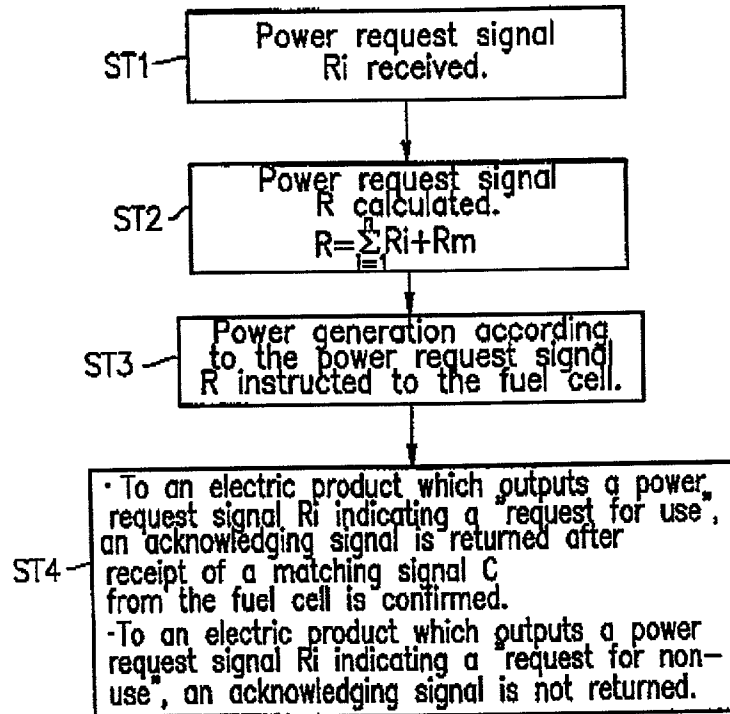 ST1
Power request signal
Ri received.
ST2
Power request signal
R calculated.
R=∑Ri+Rm
n
i=1
ST3
Power generation according
to the power request signal
R instructed to the fuel cell.
ST4
· To an electric product which outputs a power
request signal Ri indicating a "request for use",
an acknowledging signal is returned after
receipt of a matching signal C
from the fuel cell is confirmed.
·To an electric product which outputs a power
request signal Ri indicating a "request for non-
use", an acknowledging signal is not returned.